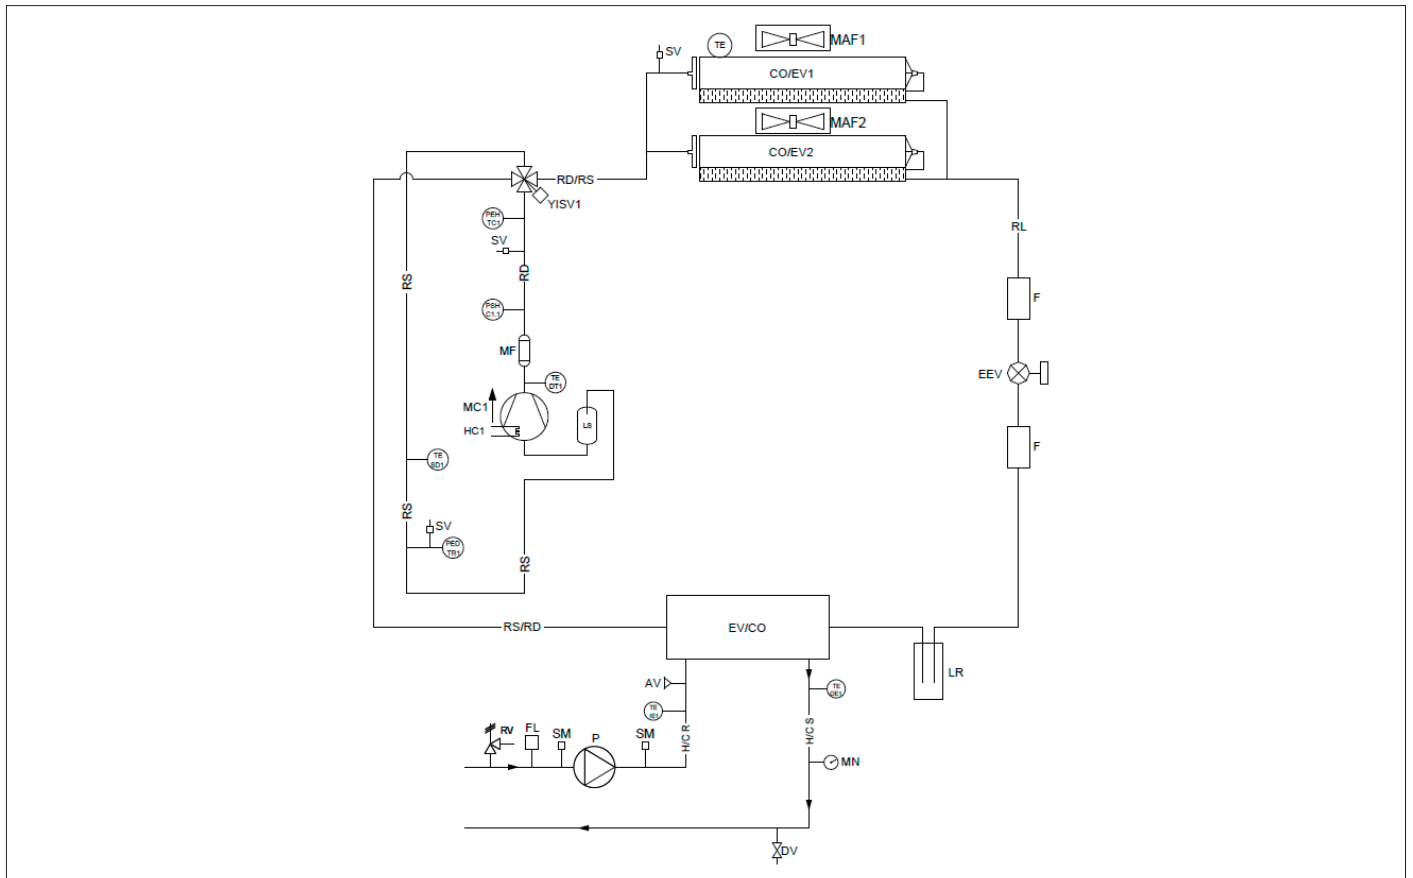 MAF1
SV
TE
CO/EV1
MAF2
CO/EV2
RD/RS
YISV1
PEH
TC1
RL
SV
RD
RS
F
PSH
C1.1
MF
EEV
TE
DT1
MC1
HC1
E
LS
F
TE
SD1
RS
SV
PED
TR1
RS
RS/RD
EV/CO
LR
AV
TE
OE1
TE
IE1
H/C R
H/C S
RV
FL
SM
P
SM
MN
DV